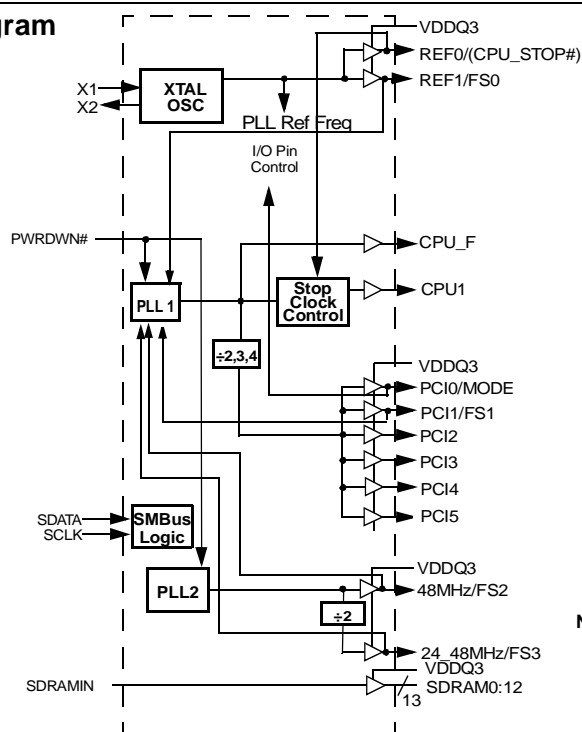 gram
VDDQ3
REF0/(CPU_STOP#)
REF1/FS0
X1
X2
XTAL
OSC
PLL Ref Freq
I/O Pin
Control
PWRDWN#
CPU_F
PLL 1
Stop
Clock
Control
CPU1
÷2,3,4
VDDQ3
PCI0/MODE
PCI1/FS1
PCI2
PCI3
PCI4
PCI5
SDATA
SCLK
SMBus
Logic
VDDQ3
PLL2
48MHz/FS2
÷2
24_48MHz/FS3
VDDQ3
SDRAMIN
SDRAM0:12
13